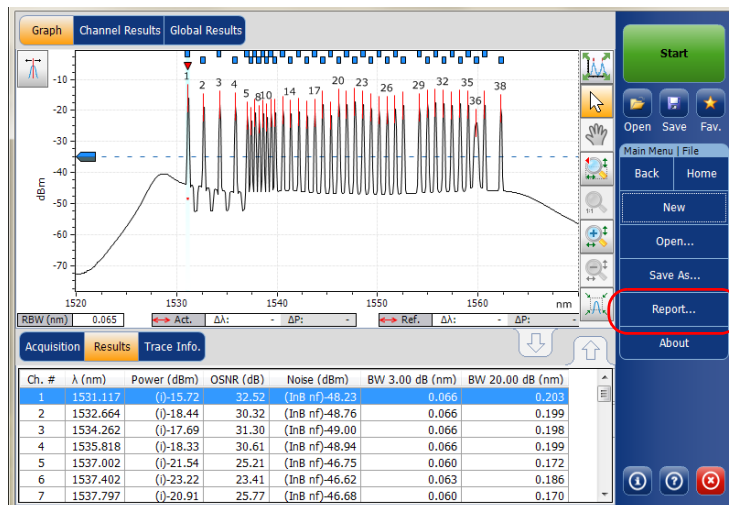 Graph Channel Results Global Results
Start
Open Save Fav.
Main Menu | File
Back Home
New
Open...
Save As...
Report...
About
1 2 3 4 5 8 10 14 17 20 23 26 29 32 35 36 38
-10
-20
-30
-40
-50
-60
-70
dBm
1520 1530 1540 1550 1560 nm
1/1
RBW (nm) 0.065 Act. Δλ: - ΔP: - Ref. Δλ: - ΔP: -
Acquisition Results Trace Info.
Ch. # λ (nm) Power (dBm) OSNR (dB) Noise (dBm) BW 3.00 dB (nm) BW 20.00 dB (nm)
1 1531.117 (i)-15.72 32.52 (InB nf)-48.23 0.066 0.203
2 1532.664 (i)-18.44 30.32 (InB nf)-48.76 0.066 0.199
3 1534.262 (i)-17.69 31.30 (InB nf)-49.00 0.066 0.198
4 1535.818 (i)-18.33 30.61 (InB nf)-48.94 0.066 0.199
5 1537.002 (i)-21.54 25.21 (InB nf)-46.75 0.060 0.172
6 1537.402 (i)-23.22 23.41 (InB nf)-46.62 0.063 0.186
7 1537.797 (i)-20.91 25.77 (InB nf)-46.68 0.060 0.170